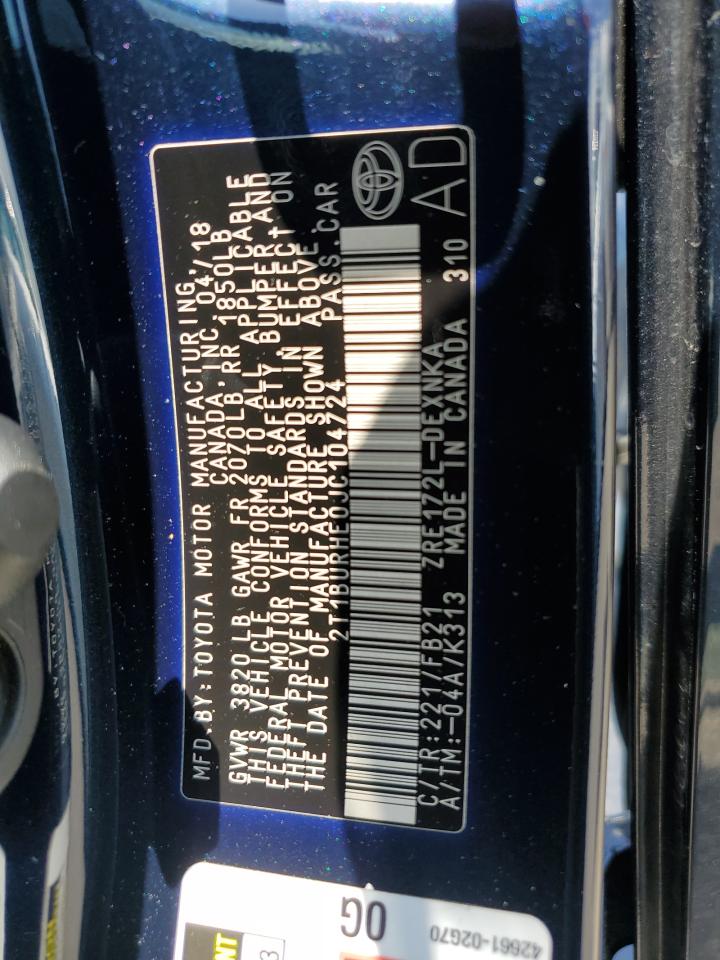 MFD BY:TOYOTA MOTOR MANUFACTURING,
CANADA,INC. 04/18
GVWR 3820LB GAWR FR 2070LB RR 1850LB
THIS VEHICLE CONFORMS TO ALL APPLICABLE
FEDERAL MOTOR VEHICLE SAFETY BUMPER, AND
THEFT PREVENTION STANDARDS IN EFFECT ON
THE DATE OF MANUFACTURE SHOWN ABOVE.
2T1BURHE0JC104724 PASS.CAR
C/TR:221/FB21 ZRE172L-DEXNKA
A/TM:-04A/K313 MADE IN CANADA 310
AD
0G
42661-02G70